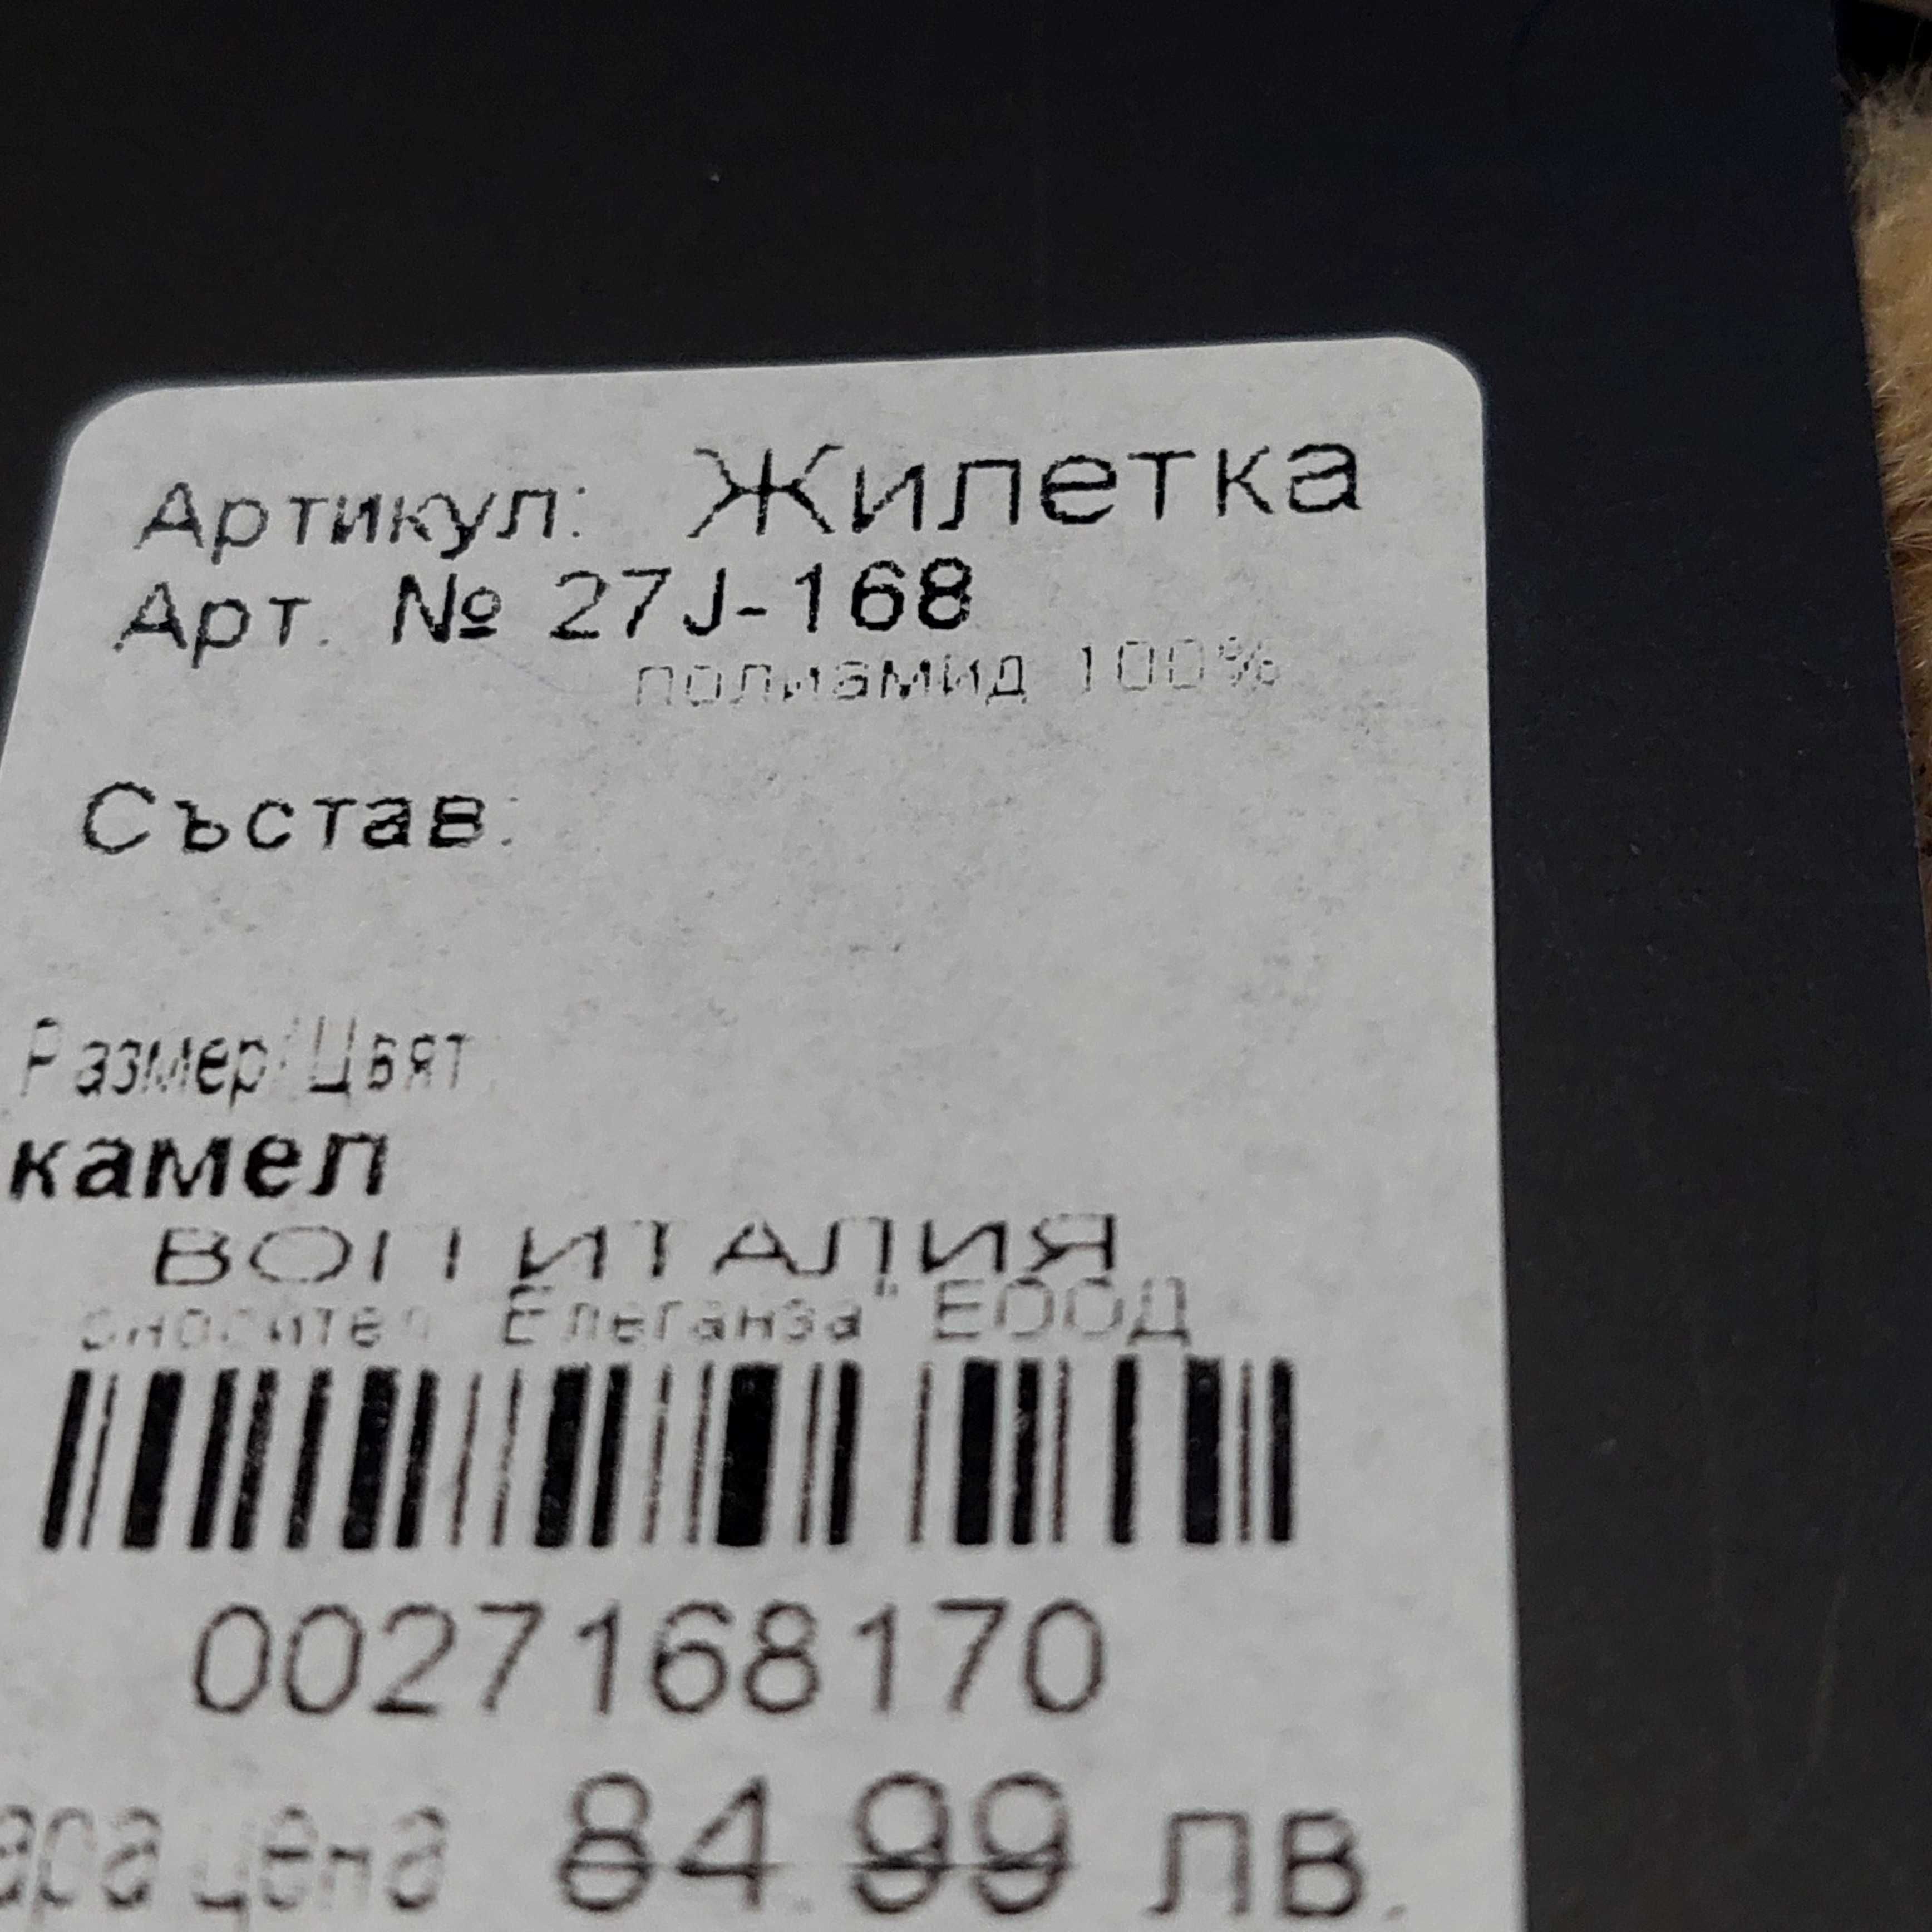 Артикул: Жилетка
Арт. № 27J-168
полиамид 100%
Състав:
Размер/Цвят
камел
ВОП ИТАЛИЯ
"Елеганза" ЕООД
0027168170
цена 84.99 лв.